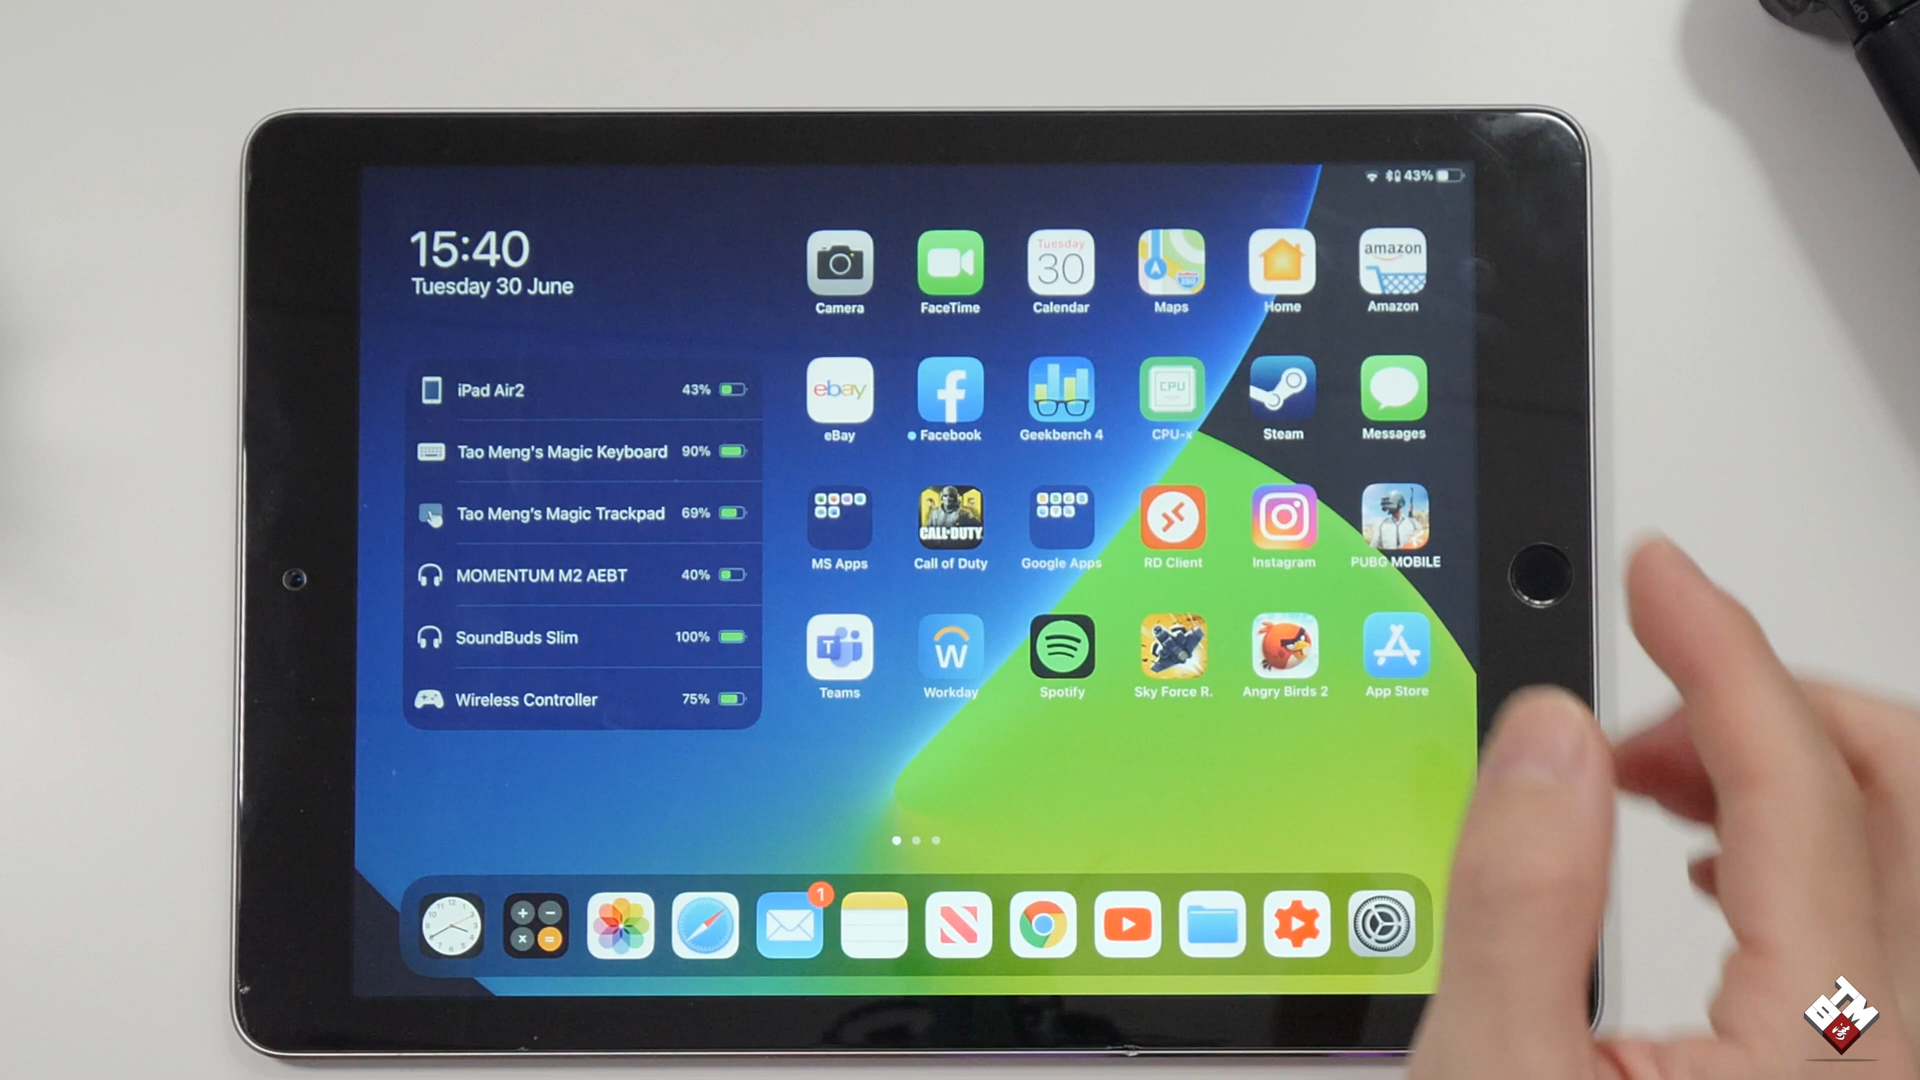 43%
15:40
Tuesday 30 June
iPad Air2 43%
Tao Meng's Magic Keyboard 90%
Tao Meng's Magic Trackpad 69%
MOMENTUM M2 AEBT 40%
SoundBuds Slim 100%
Wireless Controller 75%
Tuesday
30
amazon
Camera FaceTime Calendar Maps Home Amazon
ebay
CPU
eBay Facebook Geekbench 4 CPU-x Steam Messages
CALL OF DUTY
MS Apps Call of Duty Google Apps RD Client Instagram PUBG MOBILE
T
W
Teams Workday Spotify Sky Force R. Angry Birds 2 App Store
1
BTM